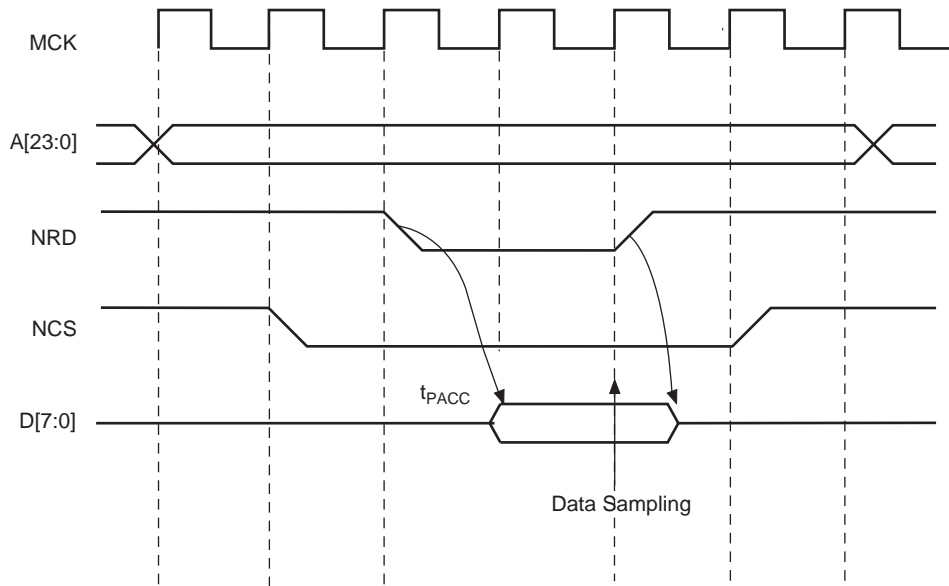 MCK
A[23:0]
NRD
NCS
tPACC
D[7:0]
Data Sampling